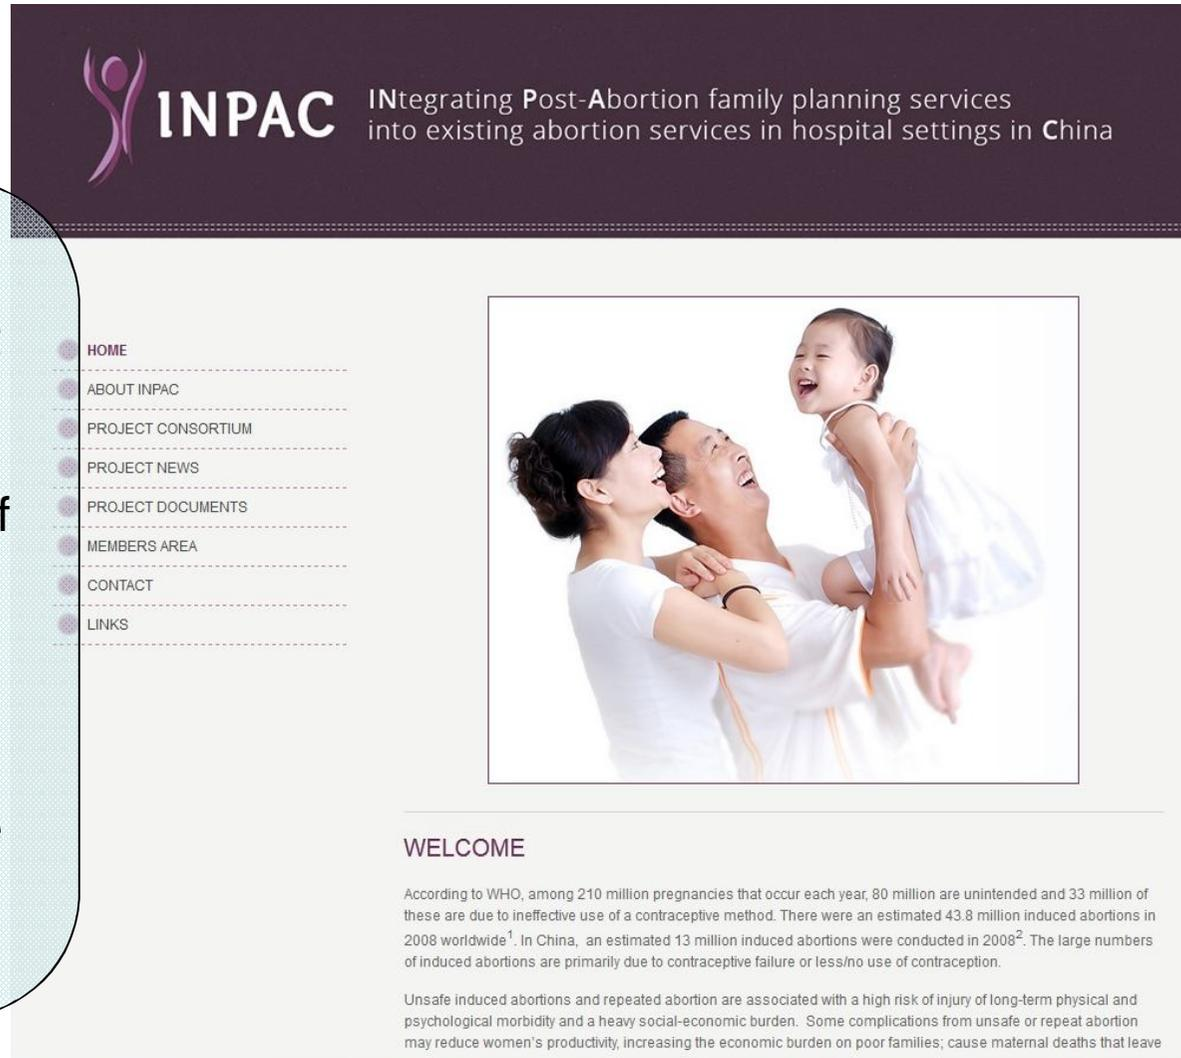 INPAC
INtegrating Post-Abortion family planning services
into existing abortion services in hospital settings in China
f
HOME
ABOUT INPAC
PROJECT CONSORTIUM
PROJECT NEWS
PROJECT DOCUMENTS
MEMBERS AREA
CONTACT
LINKS
WELCOME
According to WHO, among 210 million pregnancies that occur each year, 80 million are unintended and 33 million of
these are due to ineffective use of a contraceptive method. There were an estimated 43.8 million induced abortions in
2008 worldwide¹. In China, an estimated 13 million induced abortions were conducted in 2008². The large numbers
of induced abortions are primarily due to contraceptive failure or less/no use of contraception.
Unsafe induced abortions and repeated abortion are associated with a high risk of injury of long-term physical and
psychological morbidity and a heavy social-economic burden. Some complications from unsafe or repeat abortion
may reduce women's productivity, increasing the economic burden on poor families; cause maternal deaths that leave